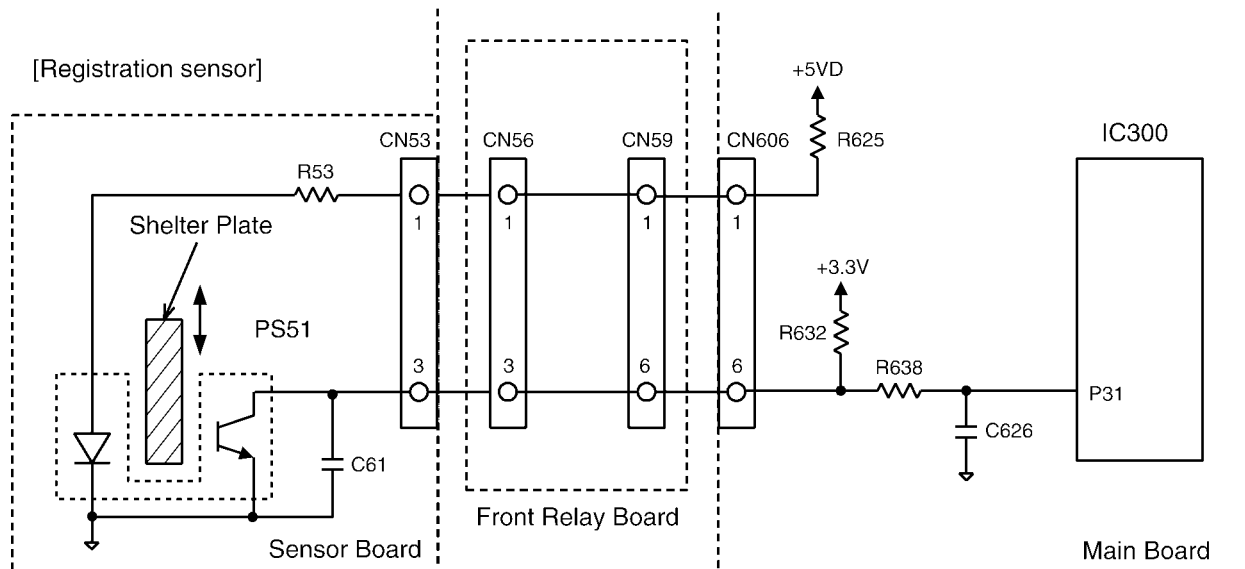 [Registration sensor]
+5VD
CN53
CN56
CN59
CN606
R625
IC300
R53
1
1
1
1
Shelter Plate
+3.3V
PS51
R632
3
3
6
6
R638
P31
C61
C626
Front Relay Board
Sensor Board
Main Board